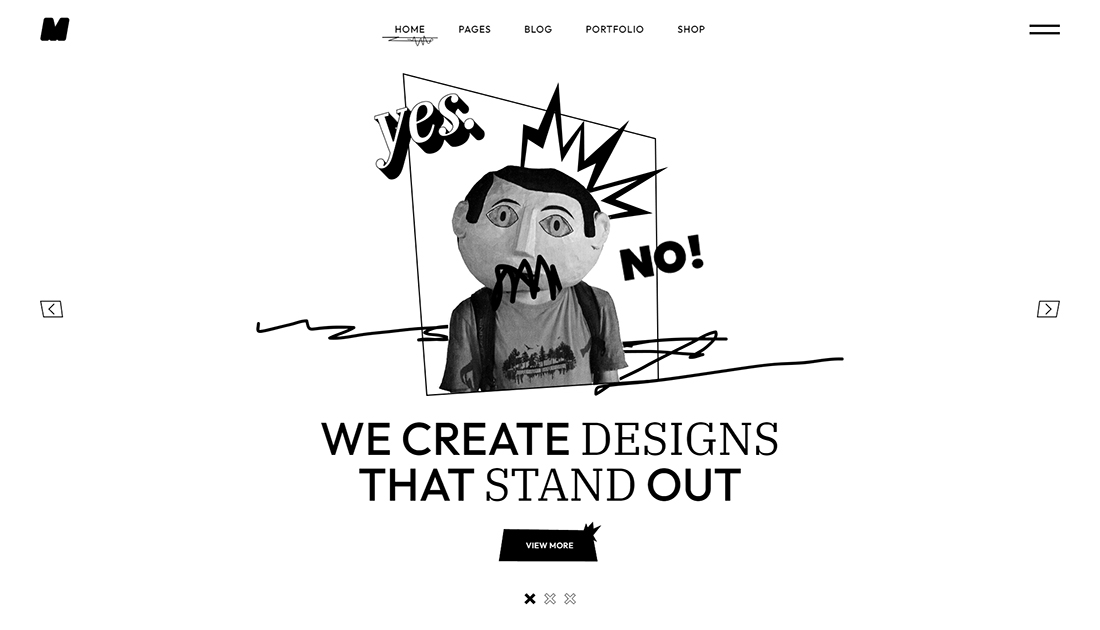 M
HOME
PAGES
BLOG
PORTFOLIO
SHOP
yes.
NO!
WE CREATE DESIGNS
THAT STAND OUT
VIEW MORE